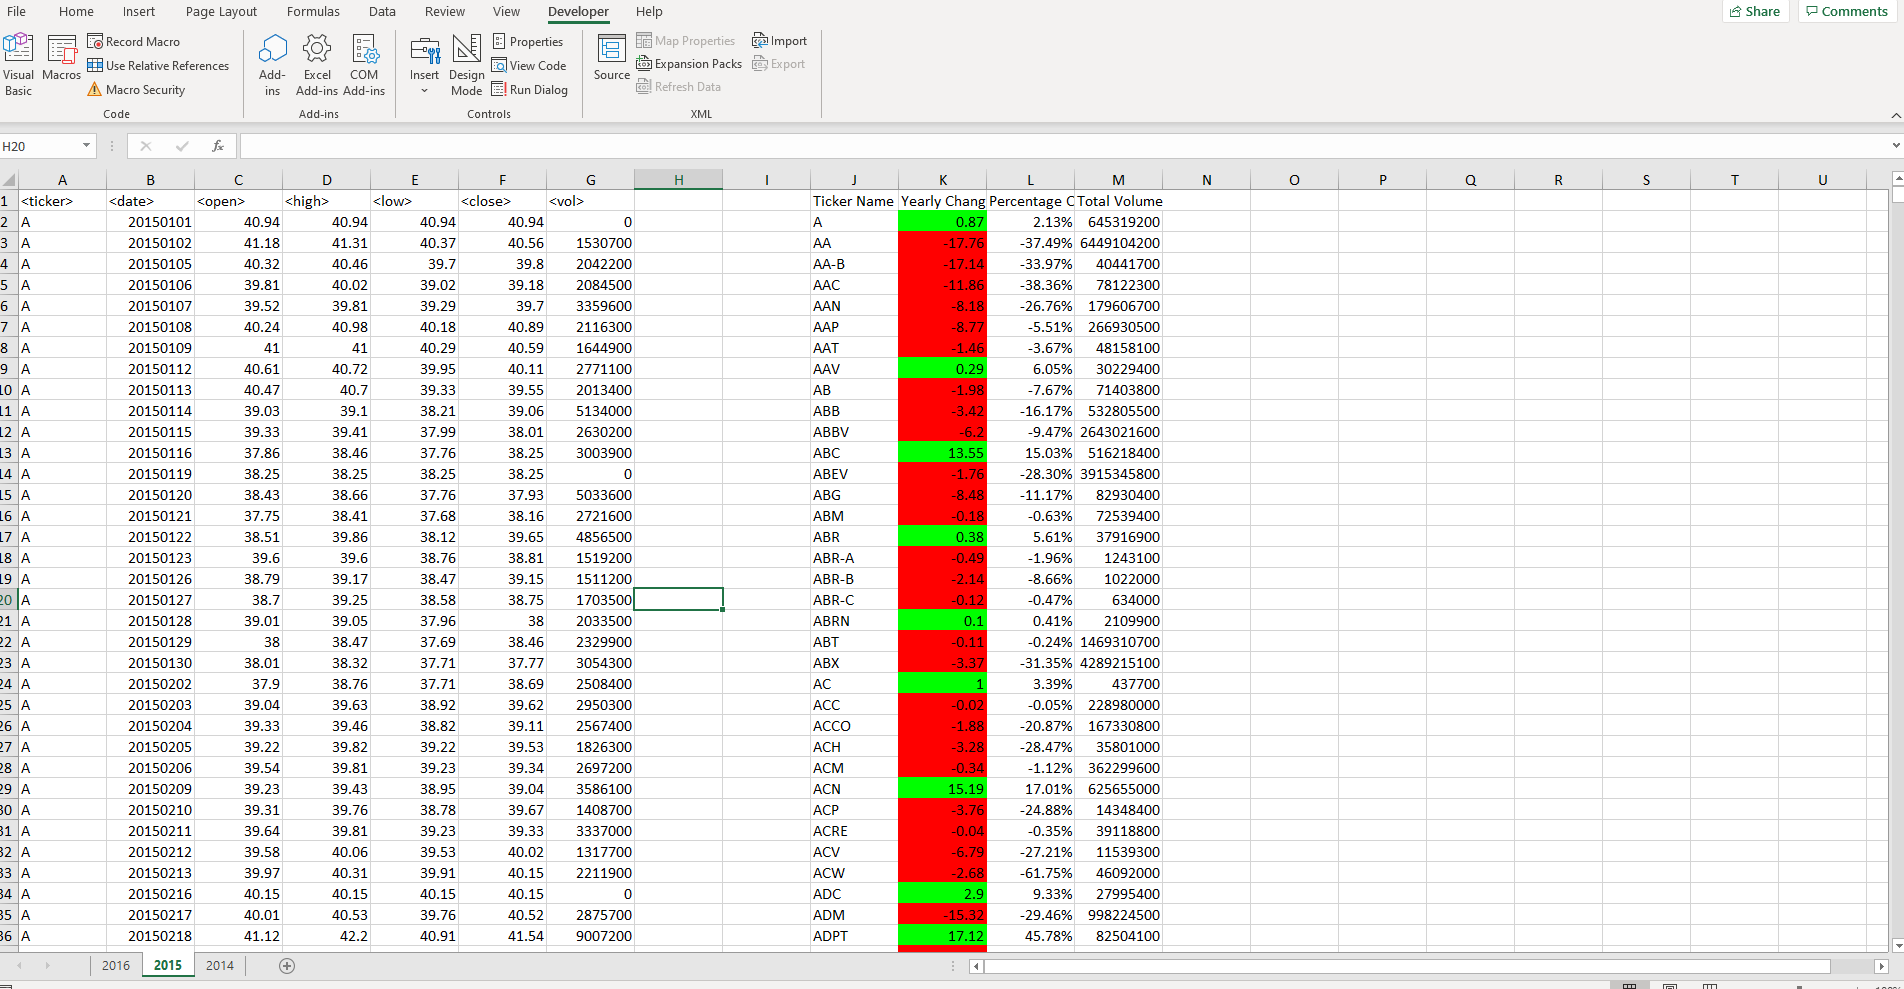 File Home Insert Page Layout Formulas Data Review View Developer Help Share Comments
Visual Basic Macros Record Macro Use Relative References Macro Security Code
Add-ins Excel Add-ins COM Add-ins Add-ins
Insert Design Mode Properties View Code Run Dialog Controls
Source Map Properties Expansion Packs Refresh Data Import Export XML
H20 fx
A B C D E F G H I J K L M N O P Q R S T U
1 <ticker> <date> <open> <high> <low> <close> <vol> Ticker Name Yearly Chang Percentage C Total Volume
2 A 20150101 40.94 40.94 40.94 40.94 0 A 0.87 2.13% 645319200
3 A 20150102 41.18 41.31 40.37 40.56 1530700 AA -17.76 -37.49% 6449104200
4 A 20150105 40.32 40.46 39.7 39.8 2042200 AA-B -17.14 -33.97% 40441700
5 A 20150106 39.81 40.02 39.02 39.18 2084500 AAC -11.86 -38.36% 78122300
6 A 20150107 39.52 39.81 39.29 39.7 3359600 AAN -8.18 -26.76% 179606700
7 A 20150108 40.24 40.98 40.18 40.89 2116300 AAP -8.77 -5.51% 266930500
8 A 20150109 41 41 40.29 40.59 1644900 AAT -1.46 -3.67% 48158100
9 A 20150112 40.61 40.72 39.95 40.11 2771100 AAV 0.29 6.05% 30229400
10 A 20150113 40.47 40.7 39.33 39.55 2013400 AB -1.98 -7.67% 71403800
11 A 20150114 39.03 39.1 38.21 39.06 5134000 ABB -3.42 -16.17% 532805500
12 A 20150115 39.33 39.41 37.99 38.01 2630200 ABBV -6.2 -9.47% 2643021600
13 A 20150116 37.86 38.46 37.76 38.25 3003900 ABC 13.55 15.03% 516218400
14 A 20150119 38.25 38.25 38.25 38.25 0 ABEV -1.76 -28.30% 3915345800
15 A 20150120 38.43 38.66 37.76 37.93 5033600 ABG -8.48 -11.17% 82930400
16 A 20150121 37.75 38.41 37.68 38.16 2721600 ABM -0.18 -0.63% 72539400
17 A 20150122 38.51 39.86 38.12 39.65 4856500 ABR 0.38 5.61% 37916900
18 A 20150123 39.6 39.6 38.76 38.81 1519200 ABR-A -0.49 -1.96% 1243100
19 A 20150126 38.79 39.17 38.47 39.15 1511200 ABR-B -2.14 -8.66% 1022000
20 A 20150127 38.7 39.25 38.58 38.75 1703500 ABR-C -0.12 -0.47% 634000
21 A 20150128 39.01 39.05 37.96 38 2033500 ABRN 0.1 0.41% 2109900
22 A 20150129 38 38.47 37.69 38.46 2329900 ABT -0.11 -0.24% 1469310700
23 A 20150130 38.01 38.32 37.71 37.77 3054300 ABX -3.37 -31.35% 4289215100
24 A 20150202 37.9 38.76 37.71 38.69 2508400 AC 1 3.39% 437700
25 A 20150203 39.04 39.63 38.92 39.62 2950300 ACC -0.02 -0.05% 228980000
26 A 20150204 39.33 39.46 38.82 39.11 2567400 ACCO -1.88 -20.87% 167330800
27 A 20150205 39.22 39.82 39.22 39.53 1826300 ACH -3.28 -28.47% 35801000
28 A 20150206 39.54 39.81 39.23 39.34 2697200 ACM -0.34 -1.12% 362299600
29 A 20150209 39.23 39.43 38.95 39.04 3586100 ACN 15.19 17.01% 625655000
30 A 20150210 39.31 39.76 38.78 39.67 1408700 ACP -3.76 -24.88% 14348400
31 A 20150211 39.64 39.81 39.23 39.33 3337000 ACRE -0.04 -0.35% 39118800
32 A 20150212 39.58 40.06 39.53 40.02 1317700 ACV -6.79 -27.21% 11539300
33 A 20150213 39.97 40.31 39.91 40.15 2211900 ACW -2.68 -61.75% 46092000
34 A 20150216 40.15 40.15 40.15 40.15 0 ADC 2.9 9.33% 27995400
35 A 20150217 40.01 40.53 39.76 40.52 2875700 ADM -15.32 -29.46% 998224500
36 A 20150218 41.12 42.2 40.91 41.54 9007200 ADPT 17.12 45.78% 82504100
2016 2015 2014